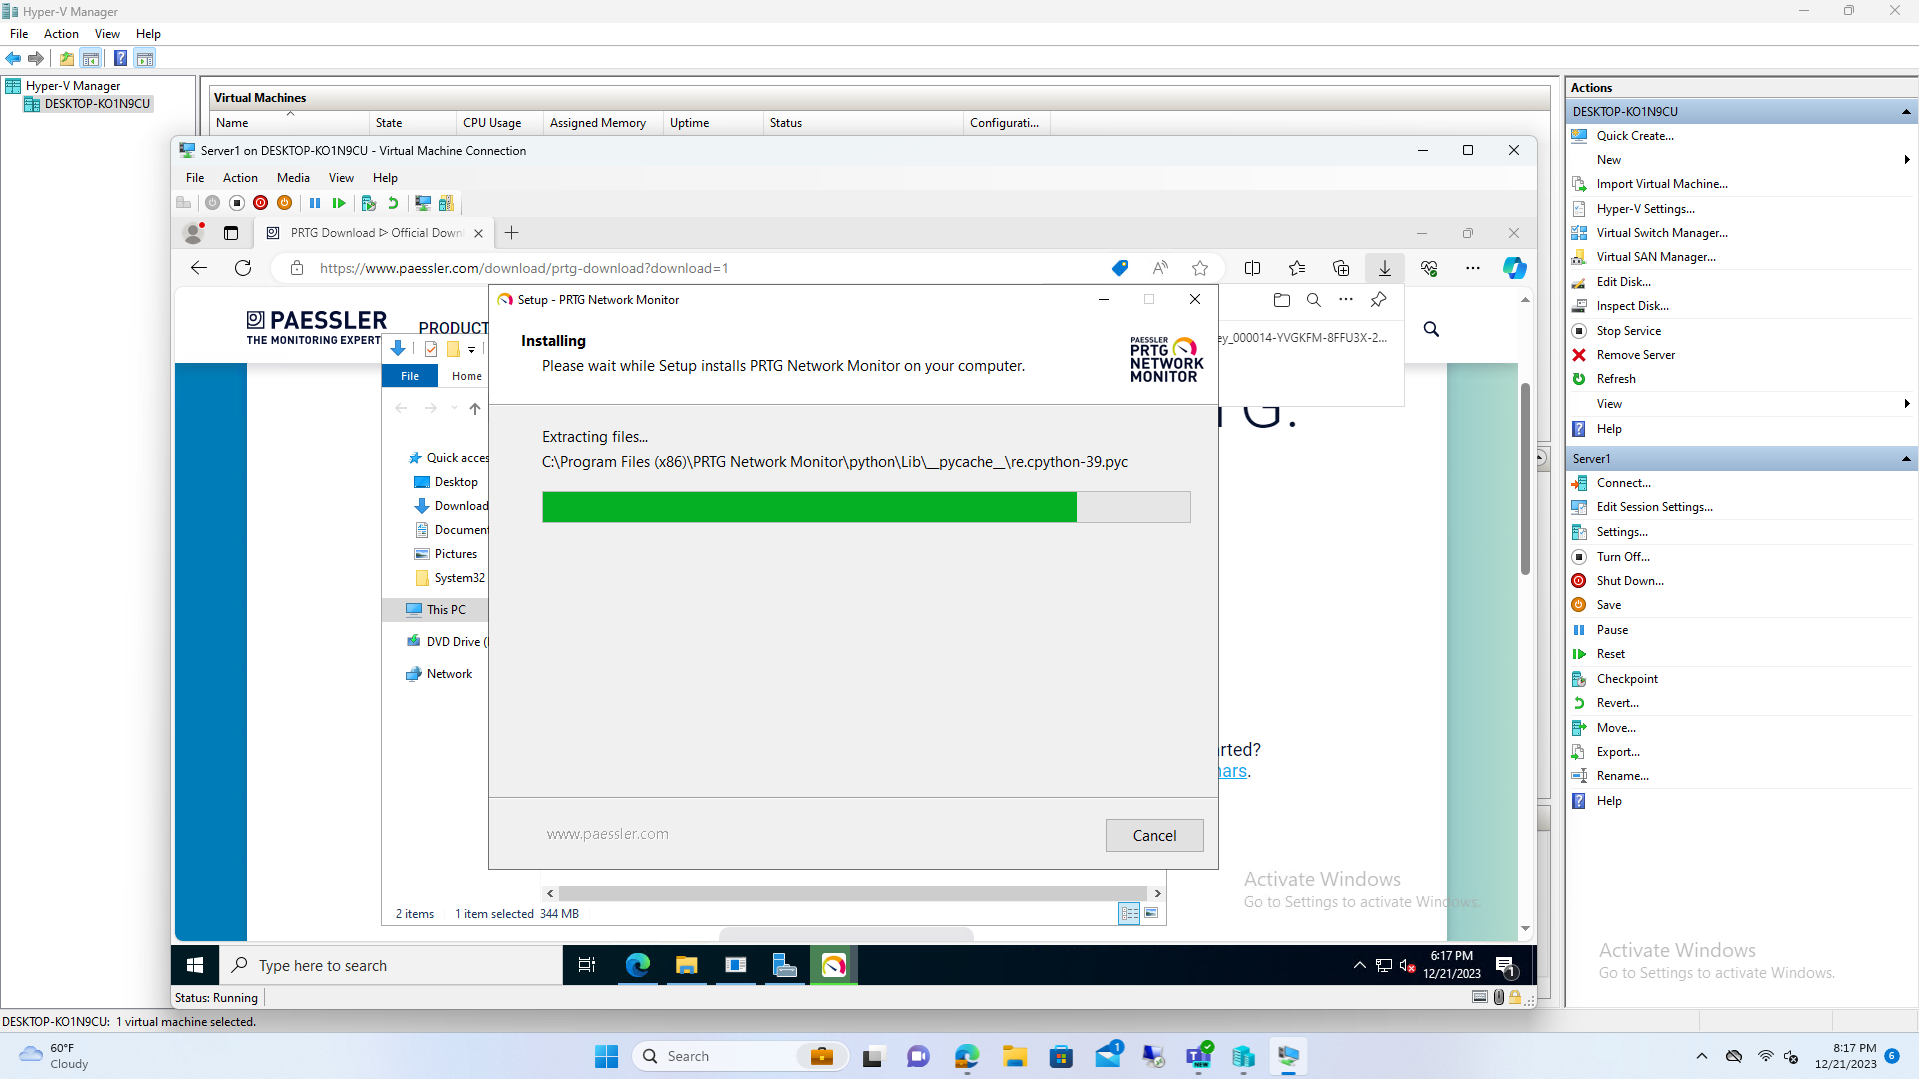 Hyper-V Manager
File Action View Help
Hyper-V Manager
DESKTOP-KO1N9CU
Virtual Machines
Name State CPU Usage Assigned Memory Uptime Status Configurati...
Server1 on DESKTOP-KO1N9CU - Virtual Machine Connection
File Action Media View Help
PRTG Download ᐅ Official Down
https://www.paessler.com/download/prtg-download?download=1
PAESSLER
THE MONITORING EXPERT
PRODUCT
File Home
Quick acces
Desktop
Download
Document
Pictures
System32
This PC
DVD Drive (
Network
2 items 1 item selected 344 MB
Setup - PRTG Network Monitor
Installing
Please wait while Setup installs PRTG Network Monitor on your computer.
PAESSLER
PRTG
NETWORK
MONITOR
Extracting files...
C:\Program Files (x86)\PRTG Network Monitor\python\Lib\__pycache__\re.cpython-39.pyc
www.paessler.com
Cancel
ey_000014-YVGKFM-8FFU3X-2...
TG.
rted?
nars.
Activate Windows
Go to Settings to activate Windows.
Type here to search
6:17 PM
12/21/2023
1
Status: Running
Actions
DESKTOP-KO1N9CU
Quick Create...
New
Import Virtual Machine...
Hyper-V Settings...
Virtual Switch Manager...
Virtual SAN Manager...
Edit Disk...
Inspect Disk...
Stop Service
Remove Server
Refresh
View
Help
Server1
Connect...
Edit Session Settings...
Settings...
Turn Off...
Shut Down...
Save
Pause
Reset
Checkpoint
Revert...
Move...
Export...
Rename...
Help
Activate Windows
Go to Settings to activate Windows.
DESKTOP-KO1N9CU: 1 virtual machine selected.
60°F
Cloudy
Search
1
NEW
8:17 PM
12/21/2023
6